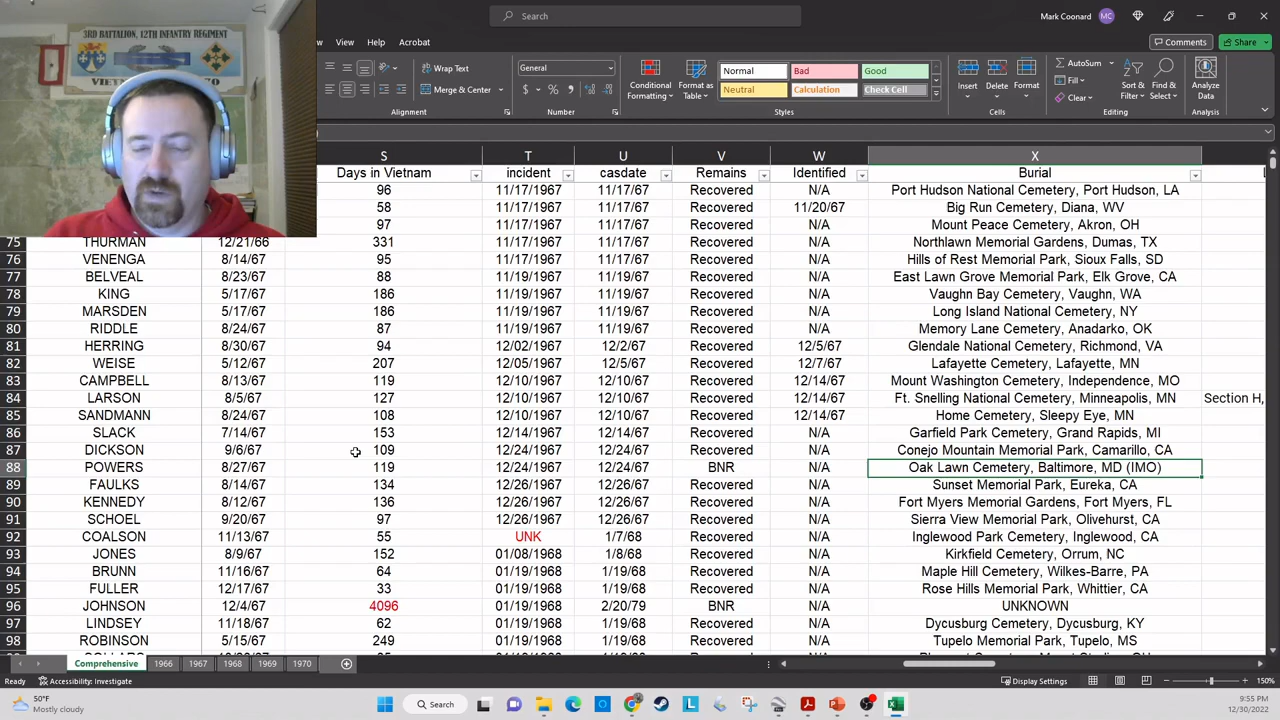 3RD BATTALION, 12TH INFANTRY REGIMENT
Search
Mark Coonard MC
View Help Acrobat
Comments Share
Wrap Text
General
Merge & Center
Conditional Formatting
Format as Table
Normal Bad Good
Neutral Calculation Check Cell
Insert Delete Format
AutoSum
Fill
Clear
Sort & Filter
Find & Select
Analyze Data
Alignment Number Styles Cells Editing Analysis
S T U V W X
Days in Vietnam incident casdate Remains Identified Burial
96 11/17/1967 11/17/67 Recovered N/A Port Hudson National Cemetery, Port Hudson, LA
58 11/17/1967 11/17/67 Recovered 11/20/67 Big Run Cemetery, Diana, WV
97 11/17/1967 11/17/67 Recovered N/A Mount Peace Cemetery, Akron, OH
75 THURMAN 12/21/66 331 11/17/1967 11/17/67 Recovered N/A Northlawn Memorial Gardens, Dumas, TX
76 VENENGA 8/14/67 95 11/17/1967 11/17/67 Recovered N/A Hills of Rest Memorial Park, Sioux Falls, SD
77 BELVEAL 8/23/67 88 11/19/1967 11/19/67 Recovered N/A East Lawn Grove Memorial Park, Elk Grove, CA
78 KING 5/17/67 186 11/19/1967 11/19/67 Recovered N/A Vaughn Bay Cemetery, Vaughn, WA
79 MARSDEN 5/17/67 186 11/19/1967 11/19/67 Recovered N/A Long Island National Cemetery, NY
80 RIDDLE 8/24/67 87 11/19/1967 11/19/67 Recovered N/A Memory Lane Cemetery, Anadarko, OK
81 HERRING 8/30/67 94 12/02/1967 12/2/67 Recovered 12/5/67 Glendale National Cemetery, Richmond, VA
82 WEISE 5/12/67 207 12/05/1967 12/5/67 Recovered 12/7/67 Lafayette Cemetery, Lafayette, MN
83 CAMPBELL 8/13/67 119 12/10/1967 12/10/67 Recovered 12/14/67 Mount Washington Cemetery, Independence, MO
84 LARSON 8/5/67 127 12/10/1967 12/10/67 Recovered 12/14/67 Ft. Snelling National Cemetery, Minneapolis, MN Section H,
85 SANDMANN 8/24/67 108 12/10/1967 12/10/67 Recovered 12/14/67 Home Cemetery, Sleepy Eye, MN
86 SLACK 7/14/67 153 12/14/1967 12/14/67 Recovered N/A Garfield Park Cemetery, Grand Rapids, MI
87 DICKSON 9/6/67 109 12/24/1967 12/24/67 Recovered N/A Conejo Mountain Memorial Park, Camarillo, CA
88 POWERS 8/27/67 119 12/24/1967 12/24/67 BNR N/A Oak Lawn Cemetery, Baltimore, MD (IMO)
89 FAULKS 8/14/67 134 12/26/1967 12/26/67 Recovered N/A Sunset Memorial Park, Eureka, CA
90 KENNEDY 8/12/67 136 12/26/1967 12/26/67 Recovered N/A Fort Myers Memorial Gardens, Fort Myers, FL
91 SCHOEL 9/20/67 97 12/26/1967 12/26/67 Recovered N/A Sierra View Memorial Park, Olivehurst, CA
92 COALSON 11/13/67 55 UNK 1/7/68 Recovered N/A Inglewood Park Cemetery, Inglewood, CA
93 JONES 8/9/67 152 01/08/1968 1/8/68 Recovered N/A Kirkfield Cemetery, Orrum, NC
94 BRUNN 11/16/67 64 01/19/1968 1/19/68 Recovered N/A Maple Hill Cemetery, Wilkes-Barre, PA
95 FULLER 12/17/67 33 01/19/1968 1/19/68 Recovered N/A Rose Hills Memorial Park, Whittier, CA
96 JOHNSON 12/4/67 4096 01/19/1968 2/20/79 BNR N/A UNKNOWN
97 LINDSEY 11/18/67 62 01/19/1968 1/19/68 Recovered N/A Dycusburg Cemetery, Dycusburg, KY
98 ROBINSON 5/15/67 249 01/19/1968 1/19/68 Recovered N/A Tupelo Memorial Park, Tupelo, MS
Comprehensive 1966 1967 1968 1969 1970
Ready Accessibility: Investigate Display Settings 150%
50°F
Mostly cloudy
Search
9:55 PM
12/30/2022